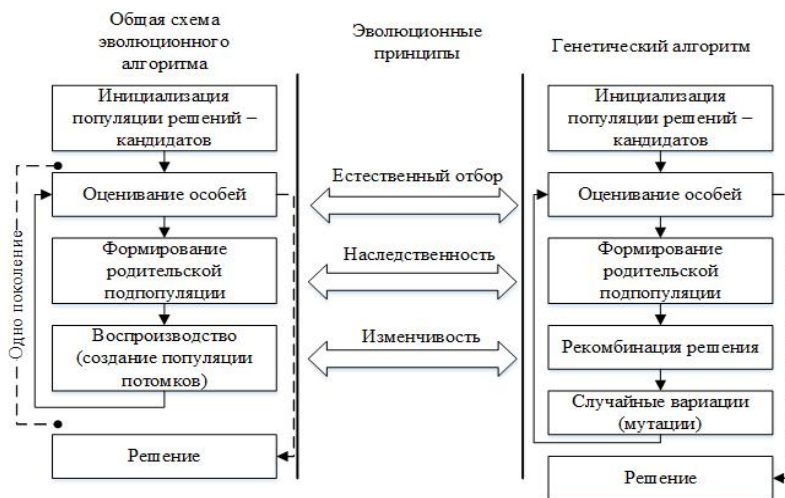 Общая схема
эволюционного
алгоритма
Инициализация
популяции решений –
кандидатов
Оценивание особей
Формирование
родительской
подпопуляции
Воспроизводство
(создание популяции
потомков)
Решение
Одно поколение
Эволюционные
принципы
Естественный отбор
Наследственность
Изменчивость
Генетический алгоритм
Инициализация
популяции решений –
кандидатов
Оценивание особей
Формирование
родительской
подпопуляции
Рекомбинация решения
Случайные вариации
(мутации)
Решение